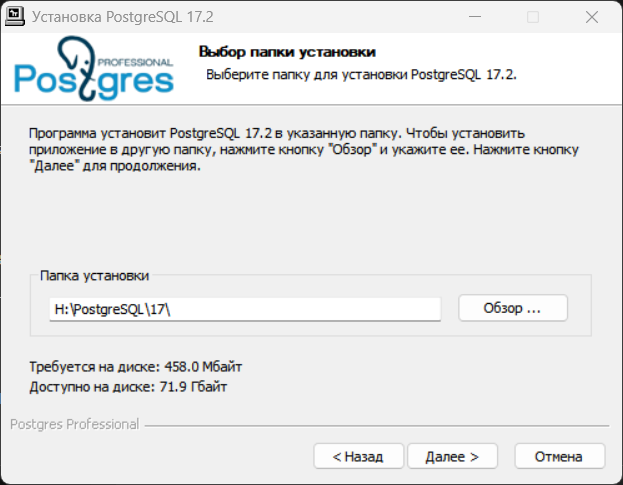 Установка PostgreSQL 17.2
PROFESSIONAL
Postgres
Выбор папки установки
Выберите папку для установки PostgreSQL 17.2.
Программа установит PostgreSQL 17.2 в указанную папку. Чтобы установить
приложение в другую папку, нажмите кнопку "Обзор" и укажите ее. Нажмите кнопку
"Далее" для продолжения.
Папка установки
H:\PostgreSQL\17\
Обзор ...
Требуется на диске: 458.0 Мбайт
Доступно на диске: 71.9 Гбайт
Postgres Professional
< Назад
Далее >
Отмена